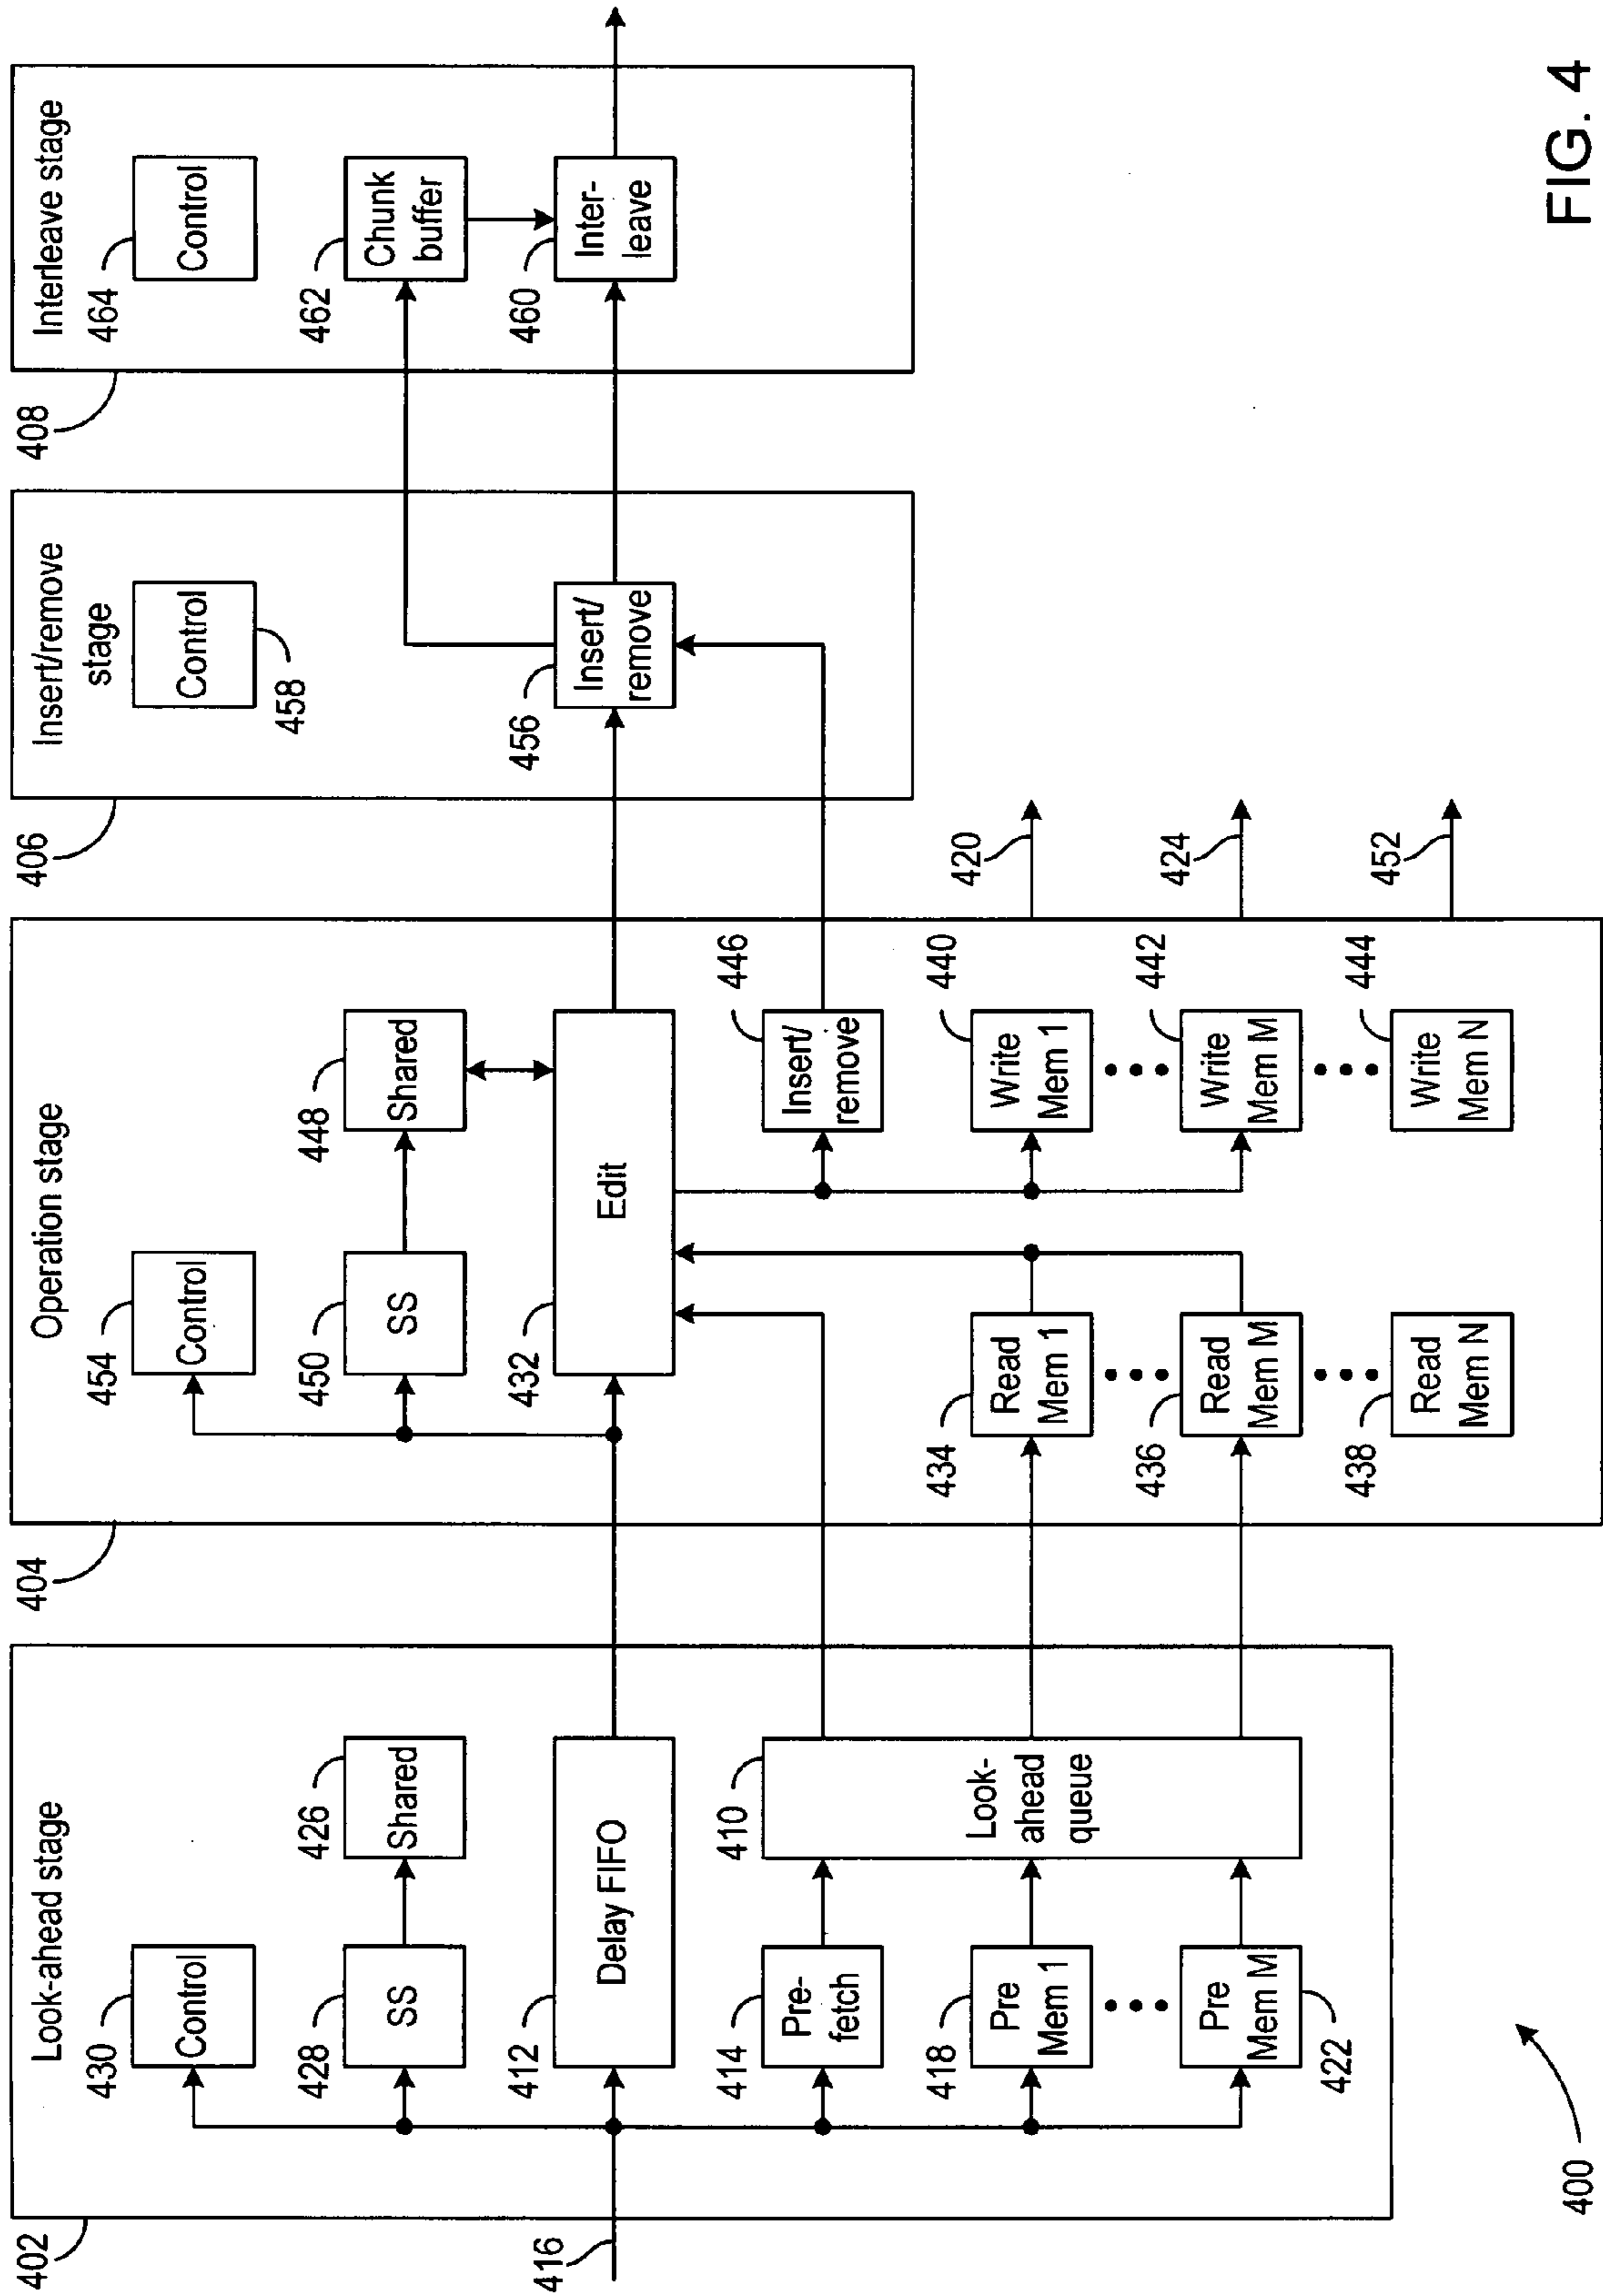 Look-ahead stage
402
430
Control
428
SS
426
Shared
412
Delay FIFO
416
414
Pre-
fetch
418
Pre
Mem 1
Pre
Mem M
422
410
Look-
ahead
queue
Operation stage
404
454
Control
450
SS
448
Shared
432
Edit
446
Insert/
remove
434
Read
Mem 1
436
Read
Mem M
438
Read
Mem N
440
Write
Mem 1
442
Write
Mem M
444
Write
Mem N
420
424
452
Insert/remove
stage
406
Control
458
456
Insert/
remove
Interleave stage
408
464
Control
462
Chunk
buffer
460
Inter-
leave
400
FIG. 4